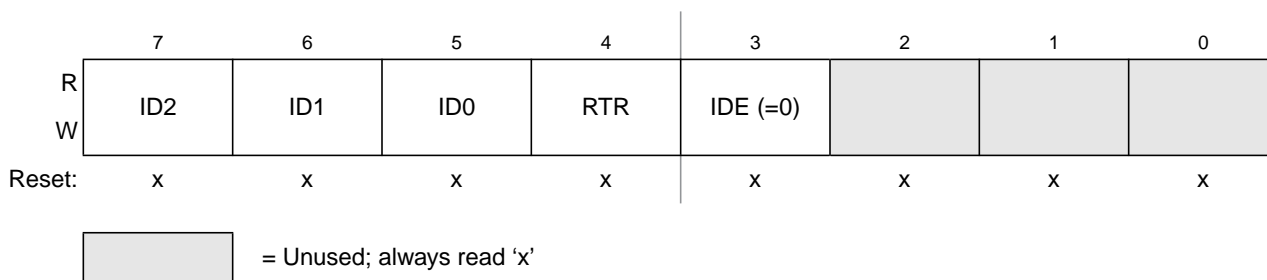 7 6 5 4 3 2 1 0
R
ID2 ID1 ID0 RTR IDE (=0)
W
Reset: x x x x x x x x
= Unused; always read ‘x’